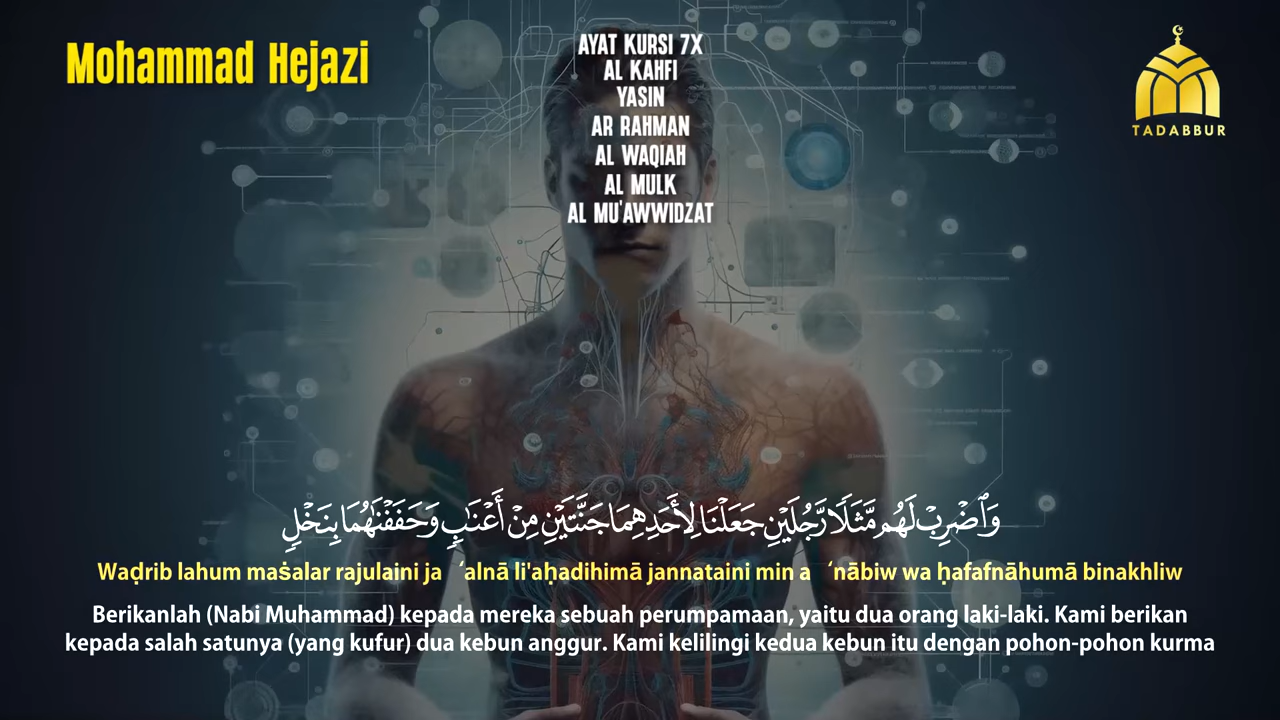 Mohammad Hejazi
AYAT KURSI 7X
AL KAHFI
YASIN
AR RAHMAN
AL WAQIAH
AL MULK
AL MU'AWWIDZAT
TADABBUR
وَٱضْرِبْ لَهُم مَّثَلًا رَّجُلَيْنِ جَعَلْنَا لِأَحَدِهِمَا جَنَّتَيْنِ مِنْ أَعْنَٰبٍ وَحَفَفْنَٰهُمَا بِنَخْلٍ
Waḍrib lahum maṡalar rajulaini ja ‘alnā li'aḥadihimā jannataini min a ‘nābiw wa ḥafafnāhumā binakhliw
Berikanlah (Nabi Muhammad) kepada mereka sebuah perumpamaan, yaitu dua orang laki-laki. Kami berikan
kepada salah satunya (yang kufur) dua kebun anggur. Kami kelilingi kedua kebun itu dengan pohon-pohon kurma